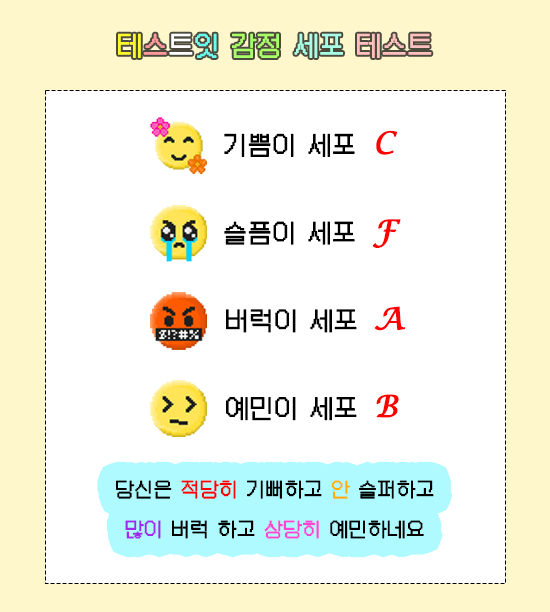 테스트잇 감정 세포 테스트
기쁨이 세포 C
슬픔이 세포 F
버럭이 세포 A
$!?#%
예민이 세포 B
당신은 적당히 기뻐하고 안 슬퍼하고
많이 버럭 하고 상당히 예민하네요